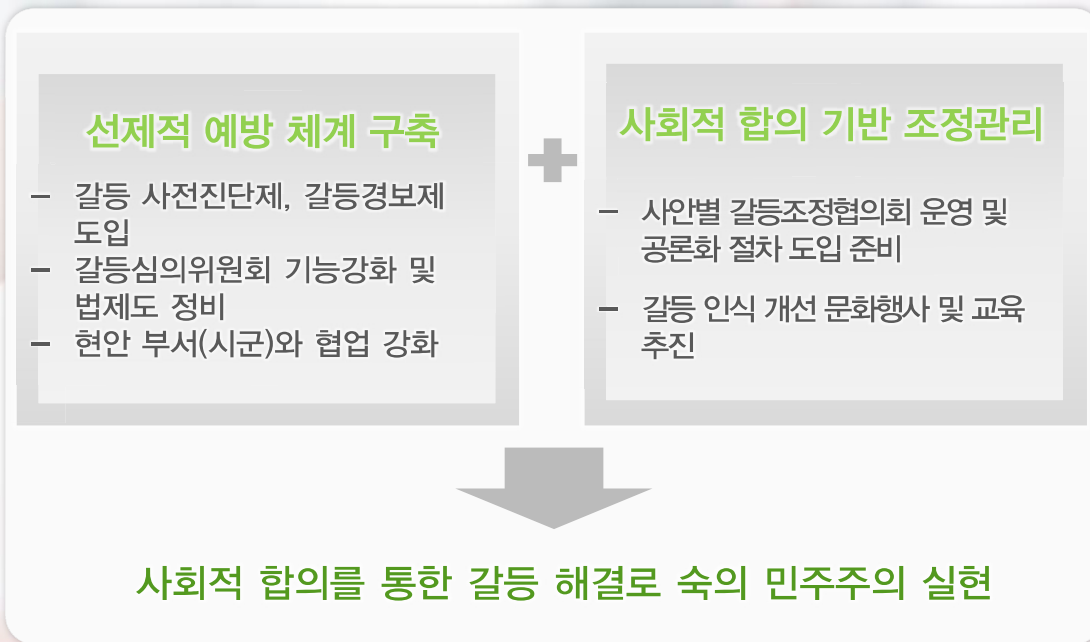 선제적 예방 체계 구축
– 갈등 사전진단제, 갈등경보제
도입
– 갈등심의위원회 기능강화 및
법제도 정비
– 현안 부서(시군)와 협업 강화
사회적 합의 기반 조정관리
– 사안별 갈등조정협의회 운영 및
공론화 절차 도입 준비
– 갈등 인식 개선 문화행사 및 교육
추진
사회적 합의를 통한 갈등 해결로 숙의 민주주의 실현